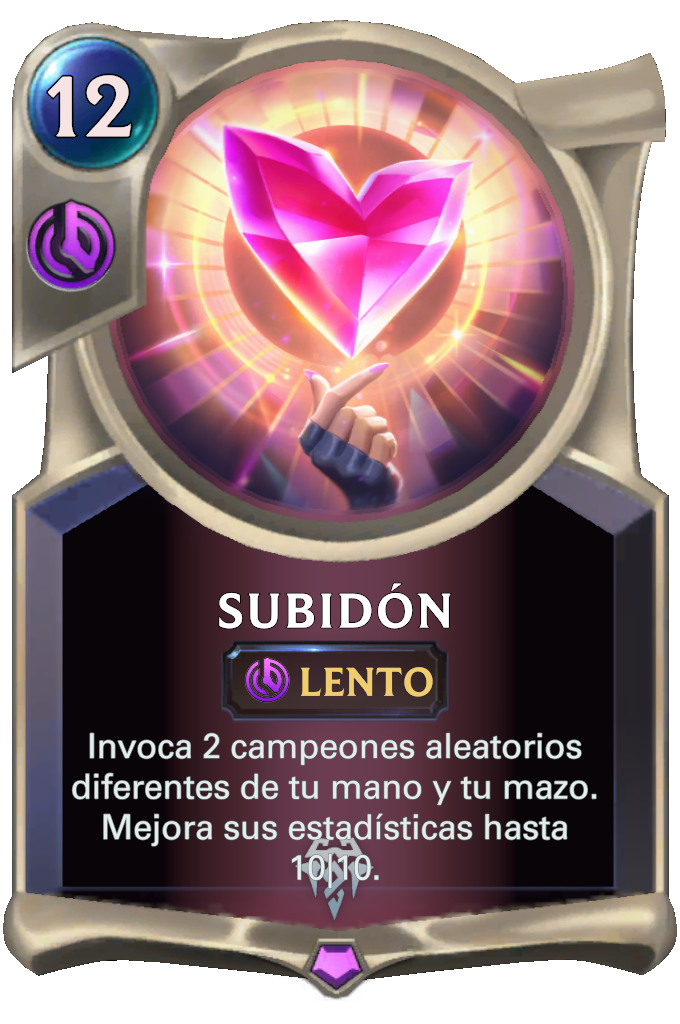 12
SUBIDÓN
LENTO
Invoca 2 campeones aleatorios
diferentes de tu mano y tu mazo.
Mejora sus estadísticas hasta
10|10.